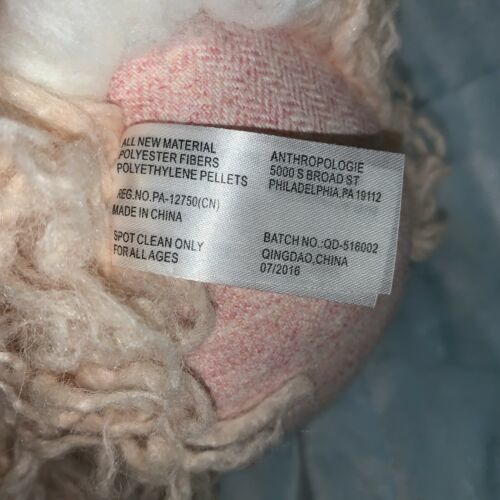 ALL NEW MATERIAL
POLYESTER FIBERS
POLYETHYLENE PELLETS
REG.NO.PA-12750(CN)
MADE IN CHINA
SPOT CLEAN ONLY
FOR ALL AGES
ANTHROPOLOGIE
5000 S BROAD ST
PHILADELPHIA,PA 19112
BATCH NO.:QD-516002
QINGDAO,CHINA
07/2016